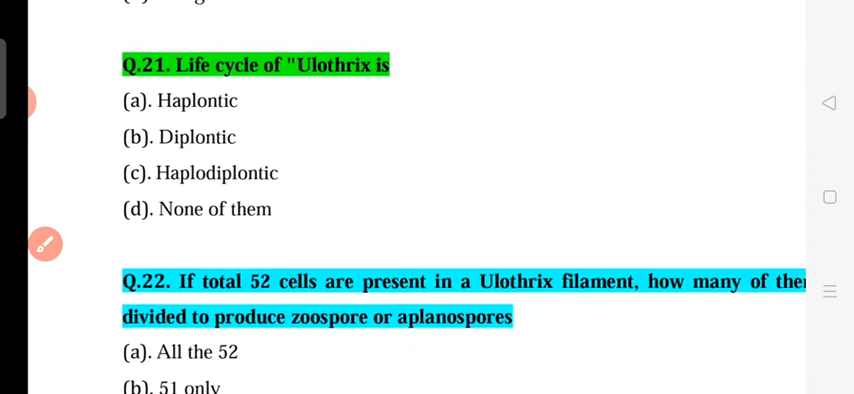 Q.21. Life cycle of "Ulothrix is
(a). Haplontic
(b). Diplontic
(c). Haplodiplontic
(d). None of them
Q.22. If total 52 cells are present in a Ulothrix filament, how many of
divided to produce zoospore or aplanospores
(a). All the 52
(b). 51 only